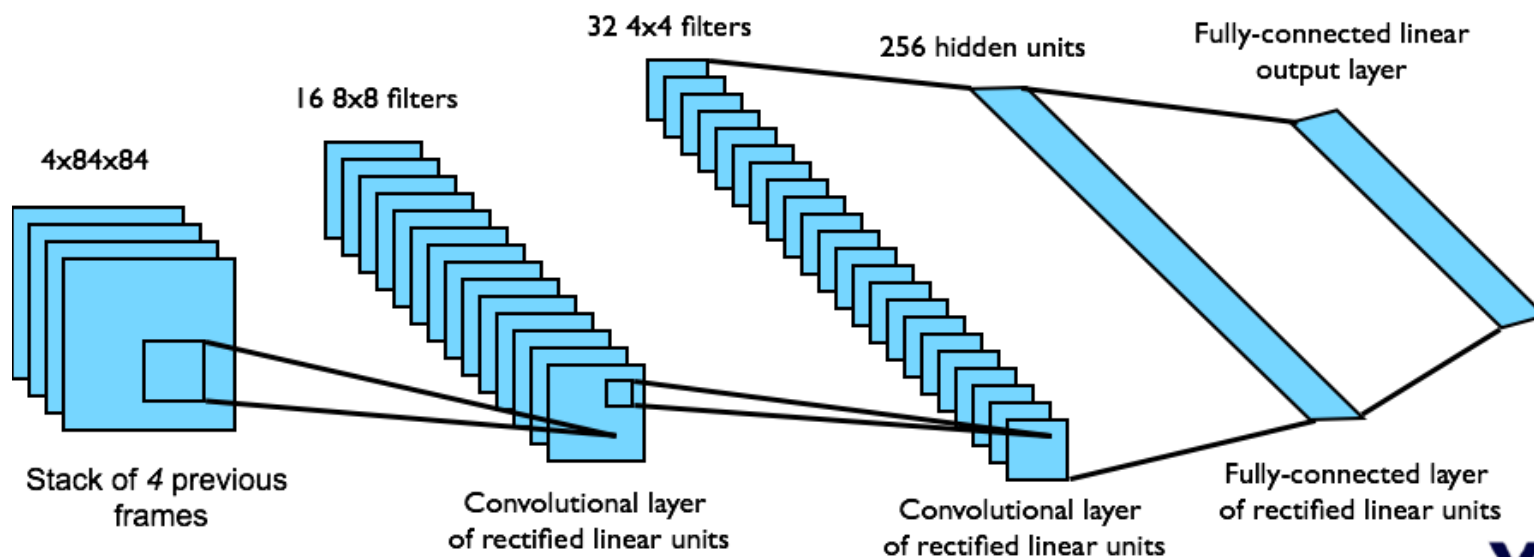 32 4x4 filters
256 hidden units
Fully-connected linear
output layer
16 8x8 filters
4x84x84
Stack of 4 previous
frames
Convolutional layer
of rectified linear units
Convolutional layer
of rectified linear units
Fully-connected layer
of rectified linear units